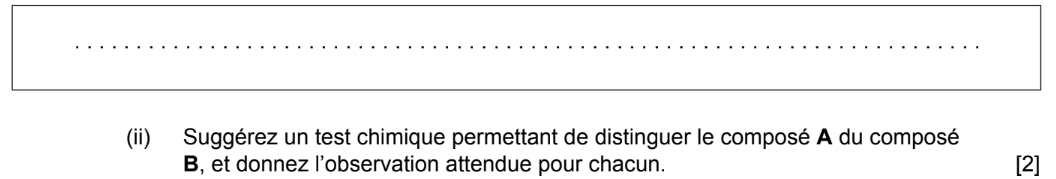 (ii) Suggérez un test chimique permettant de distinguer le composé A du composé
B, et donnez l'observation attendue pour chacun. [2]